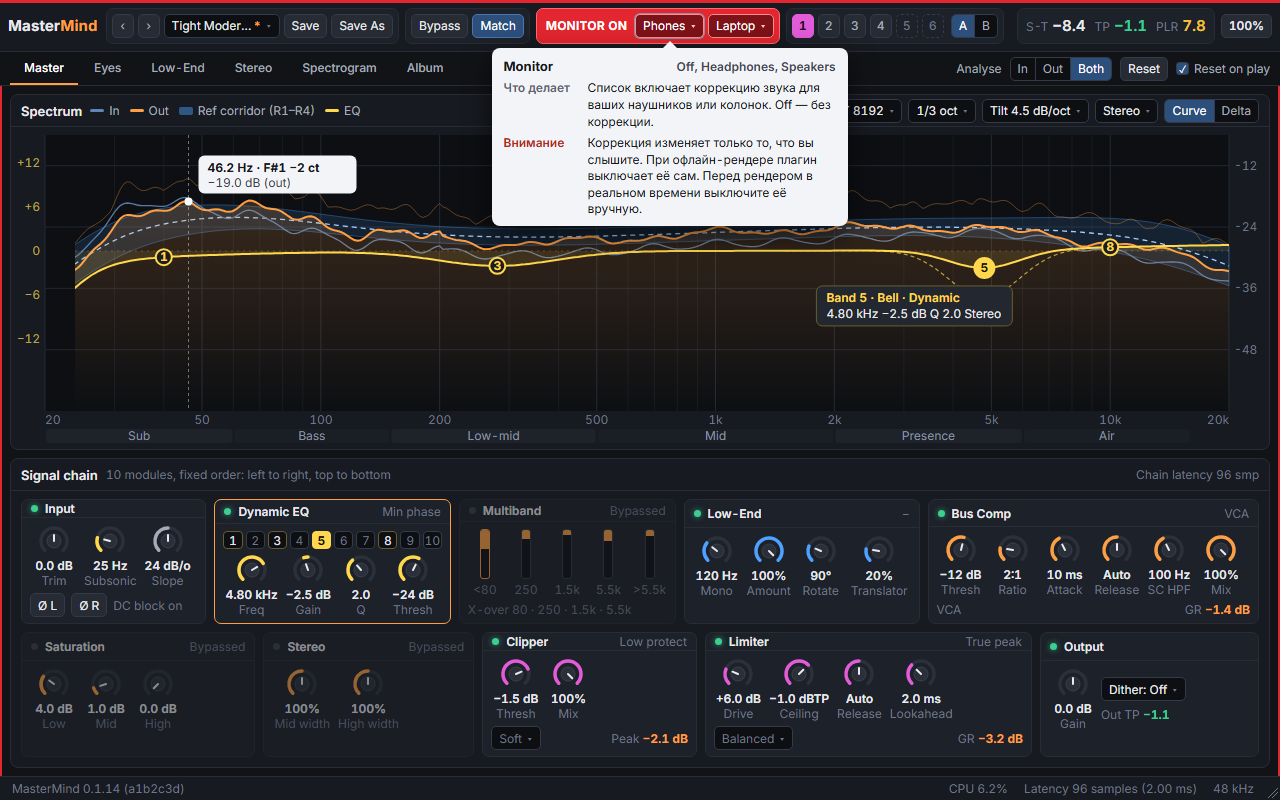 MasterMind ‹ › Tight Moder... * Save Save As Bypass Match MONITOR ON Phones Laptop 1 2 3 4 5 6 A B S-T −8.4 TP −1.1 PLR 7.8 100%
Master Eyes Low-End Stereo Spectrogram Album Analyse In Out Both Reset Reset on play
Monitor Off, Headphones, Speakers
Что делает Список включает коррекцию звука для
ваших наушников или колонок. Off — без
коррекции.
Внимание Коррекция изменяет только то, что вы
слышите. При офлайн-рендере плагин
выключает её сам. Перед рендером в
реальном времени выключите её
вручную.
Spectrum In Out Ref corridor (R1–R4) EQ 8192 1/3 oct Tilt 4.5 dB/oct Stereo Curve Delta
+12 −12
46.2 Hz · F#1 −2 ct
−19.0 dB (out)
+6 −24
0 −36
−6 −48
−12
1 3 5 8
Band 5 · Bell · Dynamic
4.80 kHz −2.5 dB Q 2.0 Stereo
20 50 100 200 500 1k 2k 5k 10k 20k
Sub Bass Low-mid Mid Presence Air
Signal chain 10 modules, fixed order: left to right, top to bottom Chain latency 96 smp
Input
0.0 dB 25 Hz 24 dB/o
Trim Subsonic Slope
Ø L Ø R DC block on
Dynamic EQ Min phase
1 2 3 4 5 6 7 8 9 10
4.80 kHz −2.5 dB 2.0 −24 dB
Freq Gain Q Thresh
Multiband Bypassed
<80 250 1.5k 5.5k >5.5k
X-over 80 · 250 · 1.5k · 5.5k
Low-End –
120 Hz 100% 90° 20%
Mono Amount Rotate Translator
Bus Comp VCA
−12 dB 2:1 10 ms Auto 100 Hz 100%
Thresh Ratio Attack Release SC HPF Mix
VCA GR −1.4 dB
Saturation Bypassed
4.0 dB 1.0 dB 0.0 dB
Low Mid High
Stereo Bypassed
100% 100%
Mid width High width
Clipper Low protect
−1.5 dB 100%
Thresh Mix
Soft Peak −2.1 dB
Limiter True peak
+6.0 dB −1.0 dBTP Auto 2.0 ms
Drive Ceiling Release Lookahead
Balanced GR −3.2 dB
Output
0.0 dB
Gain
Dither: Off
Out TP −1.1
MasterMind 0.1.14 (a1b2c3d) CPU 6.2% Latency 96 samples (2.00 ms) 48 kHz